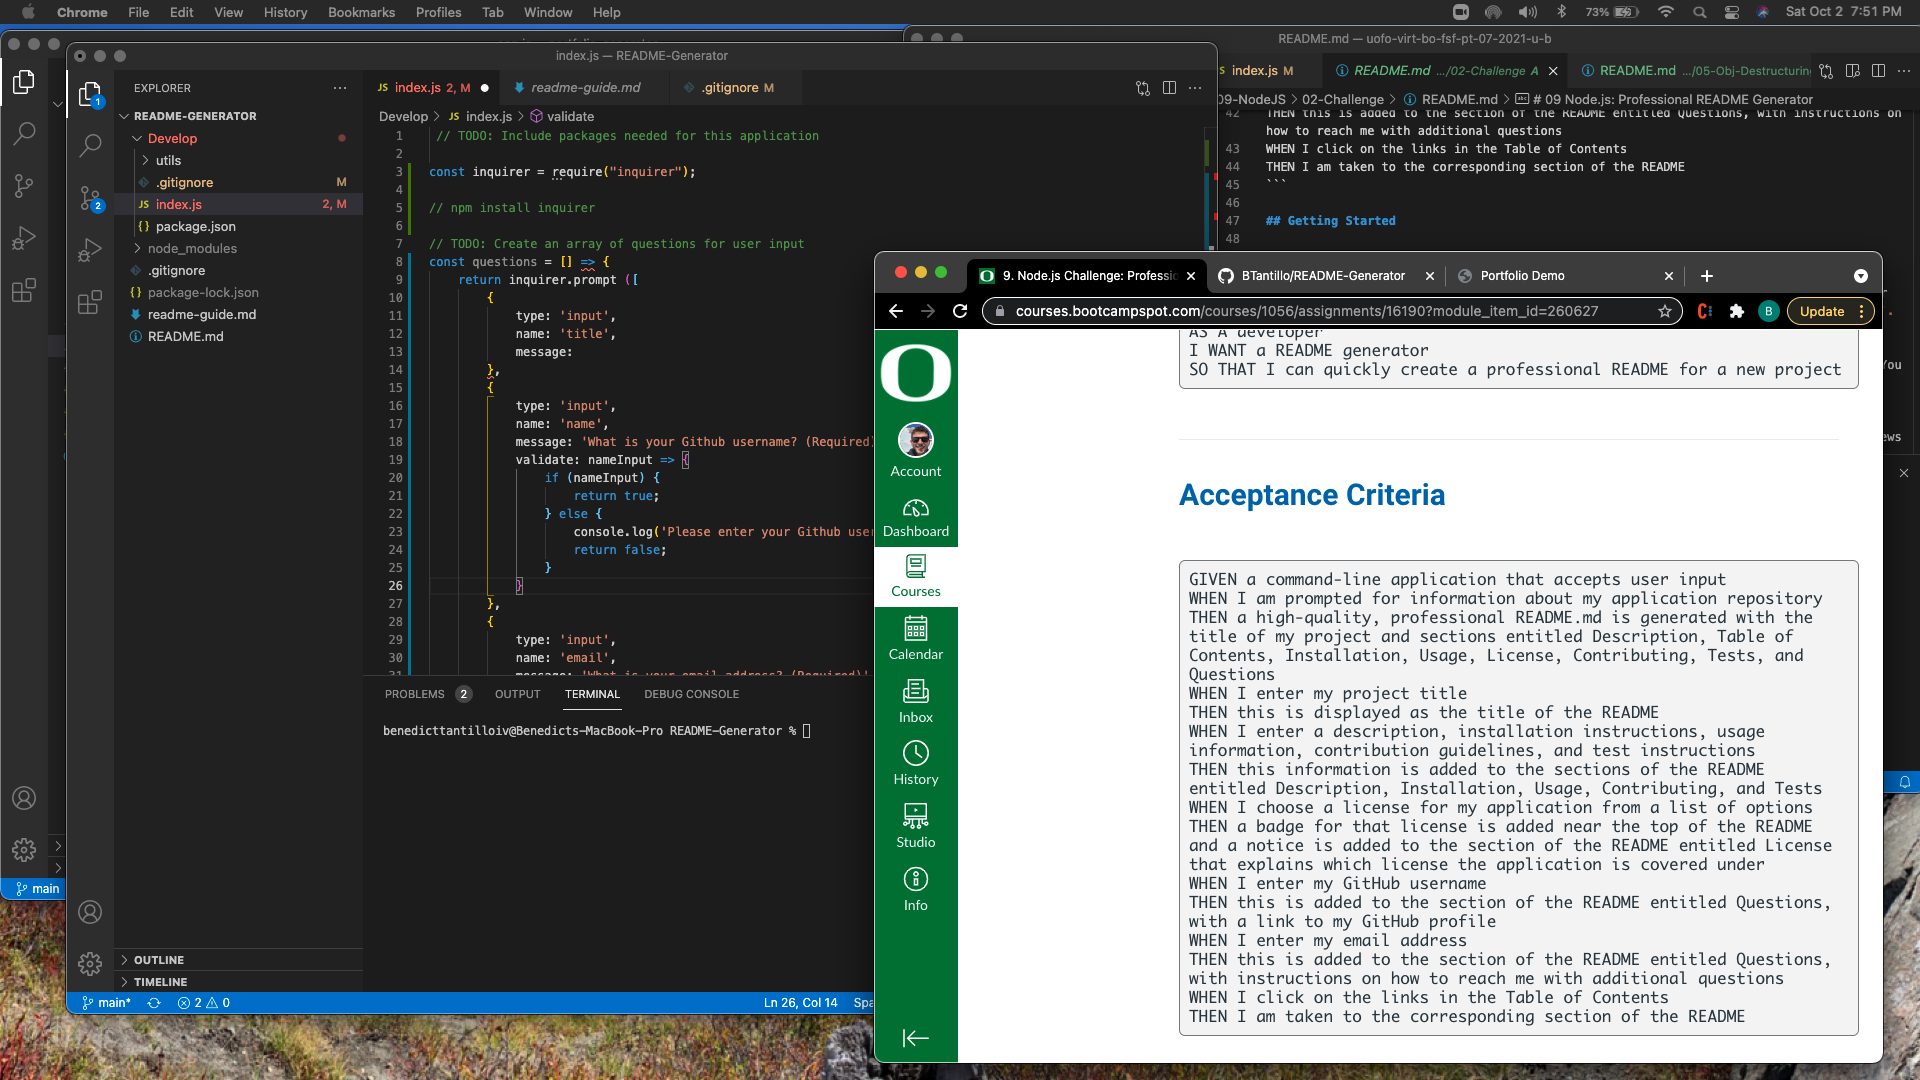 Chrome File Edit View History Bookmarks Profiles Tab Window Help
73% Sat Oct 2 7:51 PM
index.js — README-Generator
EXPLORER
README-GENERATOR
Develop
utils
.gitignore M
index.js 2, M
package.json
node_modules
.gitignore
package-lock.json
readme-guide.md
README.md
OUTLINE
TIMELINE
1
2
main
index.js 2, M
readme-guide.md
.gitignore M
Develop > index.js > validate
1 // TODO: Include packages needed for this application
2
3 const inquirer = require("inquirer");
4
5 // npm install inquirer
6
7 // TODO: Create an array of questions for user input
8 const questions = [] => {
9 return inquirer.prompt ([
10 {
11 type: 'input',
12 name: 'title',
13 message:
14 },
15 {
16 type: 'input',
17 name: 'name',
18 message: 'What is your Github username? (Required)
19 validate: nameInput => {
20 if (nameInput) {
21 return true;
22 } else {
23 console.log('Please enter your Github user
24 return false;
25 }
26 }
27 },
28 {
29 type: 'input',
30 name: 'email',
31 message: 'What is your email address? (Required)'
PROBLEMS 2 OUTPUT TERMINAL DEBUG CONSOLE
benedicttantilloiv@Benedicts-MacBook-Pro README-Generator %
main* 2 0 Ln 26, Col 14 Spa
README.md — uofo-virt-bo-fsf-pt-07-2021-u-b
index.js M
README.md .../02-Challenge A
README.md .../05-Obj-Destructuring
09-NodeJS > 02-Challenge > README.md > # 09 Node.js: Professional README Generator
42 THEN this is added to the section of the README entitled Questions, with instructions on
how to reach me with additional questions
43 WHEN I click on the links in the Table of Contents
44 THEN I am taken to the corresponding section of the README
45 ```
46
47 ## Getting Started
48
You
ews
9. Node.js Challenge: Professi
BTantillo/README-Generator
Portfolio Demo
courses.bootcampspot.com/courses/1056/assignments/16190?module_item_id=260627
B
Update
Account
Dashboard
Courses
Calendar
Inbox
History
Studio
Info
AS A developer
I WANT a README generator
SO THAT I can quickly create a professional README for a new project
Acceptance Criteria
GIVEN a command-line application that accepts user input
WHEN I am prompted for information about my application repository
THEN a high-quality, professional README.md is generated with the
title of my project and sections entitled Description, Table of
Contents, Installation, Usage, License, Contributing, Tests, and
Questions
WHEN I enter my project title
THEN this is displayed as the title of the README
WHEN I enter a description, installation instructions, usage
information, contribution guidelines, and test instructions
THEN this information is added to the sections of the README
entitled Description, Installation, Usage, Contributing, and Tests
WHEN I choose a license for my application from a list of options
THEN a badge for that license is added near the top of the README
and a notice is added to the section of the README entitled License
that explains which license the application is covered under
WHEN I enter my GitHub username
THEN this is added to the section of the README entitled Questions,
with a link to my GitHub profile
WHEN I enter my email address
THEN this is added to the section of the README entitled Questions,
with instructions on how to reach me with additional questions
WHEN I click on the links in the Table of Contents
THEN I am taken to the corresponding section of the README